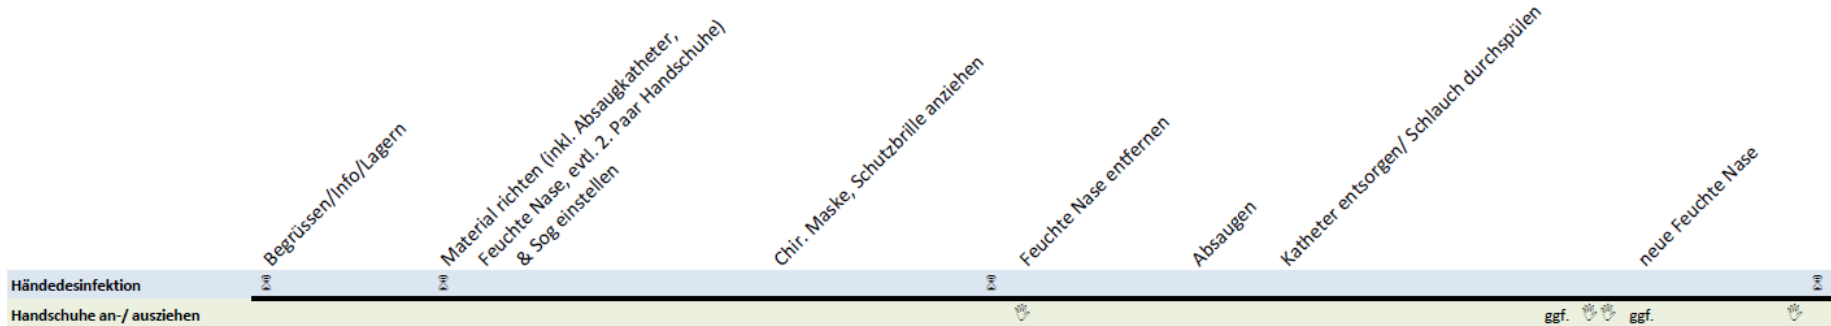 Begrüssen/Info/Lagern
Material richten (inkl. Absaugkatheter,
Feuchte Nase, evtl. 2. Paar Handschuhe)
& Sog einstellen
Chir. Maske, Schutzbrille anziehen
Feuchte Nase entfernen
Absaugen
Katheter entsorgen/ Schlauch durchspülen
neue Feuchte Nase
Händedesinfektion
Handschuhe an-/ ausziehen ggf. ggf.